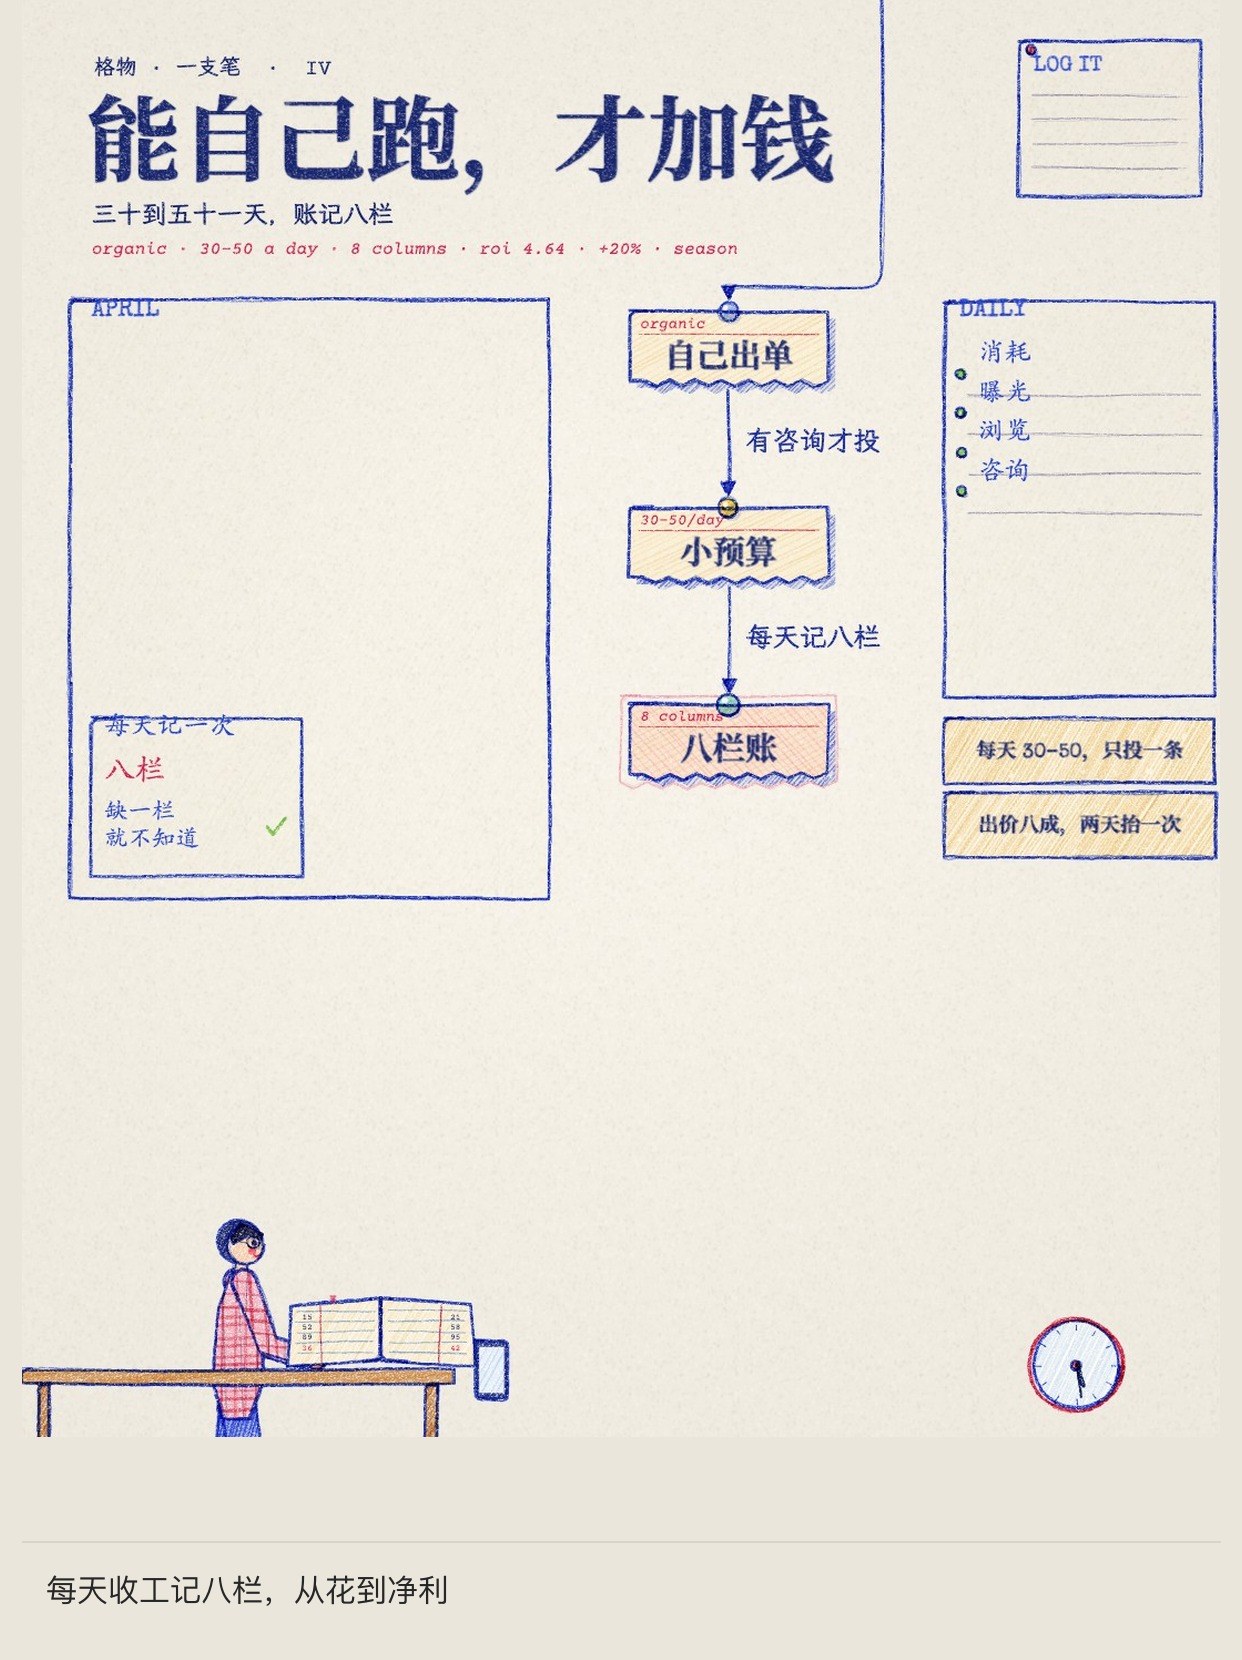 格物 · 一支笔 · IV
能自己跑，才加钱
三十到五十一天，账记八栏
organic · 30-50 a day · 8 columns · roi 4.64 · +20% · season
LOG IT
APRIL
每天记一次
八栏
缺一栏
就不知道
organic
自己出单
有咨询才投
30-50/day
小预算
每天记八栏
8 columns
八栏账
DAILY
消耗
曝光
浏览
咨询
每天 30-50，只投一条
出价八成，两天抬一次
15
52
89
36
21
58
95
42
每天收工记八栏，从花到净利